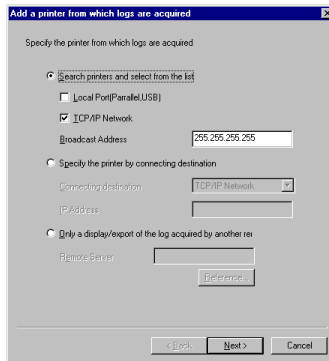 Add a printer from which logs are acquired
Specify the printer from which logs are acquired
Search printers and select from the list
Local Port(Parrallel,USB)
TCP/IP Network
Broadcast Address 255.255.255.255
Specify the printer by connecting destination
Connecting destination TCP/IP Network
IP Address
Only a display/export of the log acquired by another rei
Remote Server
Reference...
< Back Next > Cancel